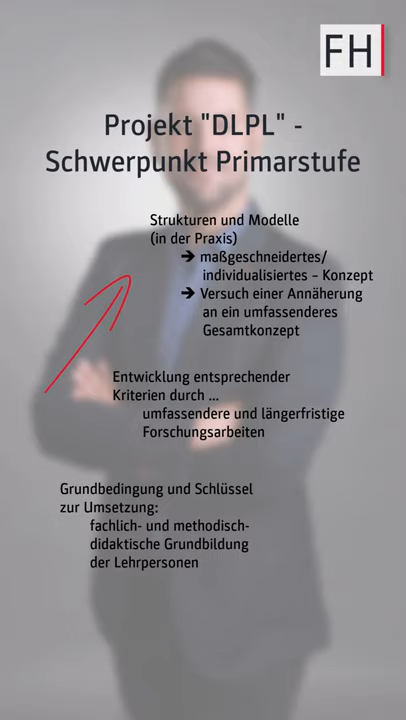 FH
Projekt "DLPL" -
Schwerpunkt Primarstufe
Strukturen und Modelle
(in der Praxis)
➔ maßgeschneidertes/
individualisiertes – Konzept
➔ Versuch einer Annäherung
an ein umfassenderes
Gesamtkonzept
Entwicklung entsprechender
Kriterien durch ...
umfassendere und längerfristige
Forschungsarbeiten
Grundbedingung und Schlüssel
zur Umsetzung:
fachlich- und methodisch-
didaktische Grundbildung
der Lehrpersonen